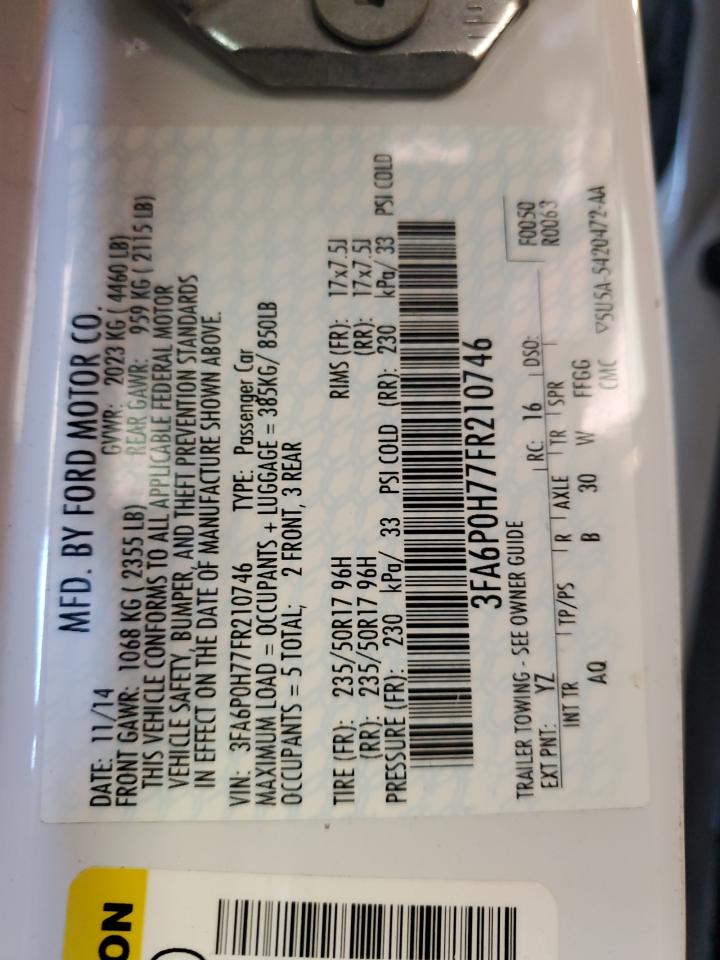 MFD. BY FORD MOTOR CO.
DATE: 11/14 GVWR: 2023 KG ( 4460 LB)
FRONT GAWR: 1068 KG ( 2355 LB) REAR GAWR: 959 KG ( 2115 LB)
THIS VEHICLE CONFORMS TO ALL APPLICABLE FEDERAL MOTOR
VEHICLE SAFETY, BUMPER, AND THEFT PREVENTION STANDARDS
IN EFFECT ON THE DATE OF MANUFACTURE SHOWN ABOVE.
VIN: 3FA6P0H77FR210746 TYPE: Passenger Car
MAXIMUM LOAD = OCCUPANTS + LUGGAGE = 385KG/ 850LB
OCCUPANTS = 5 TOTAL; 2 FRONT, 3 REAR
TIRE (FR): 235/50R17 96H RIMS (FR): 17x7.5J
(RR): 235/50R17 96H (RR): 17x7.5J
PRESSURE (FR): 230 kPa/ 33 PSI COLD (RR): 230 kPa/ 33 PSI COLD
3FA6P0H77FR210746
TRAILER TOWING - SEE OWNER GUIDE F0050
EXT PNT: YZ RC: 16 DSO: R0063
INT TR TP/PS R AXLE TR SPR
AQ B 30 W FFGG
CMC ▽5U5A-5420472-AA
ON